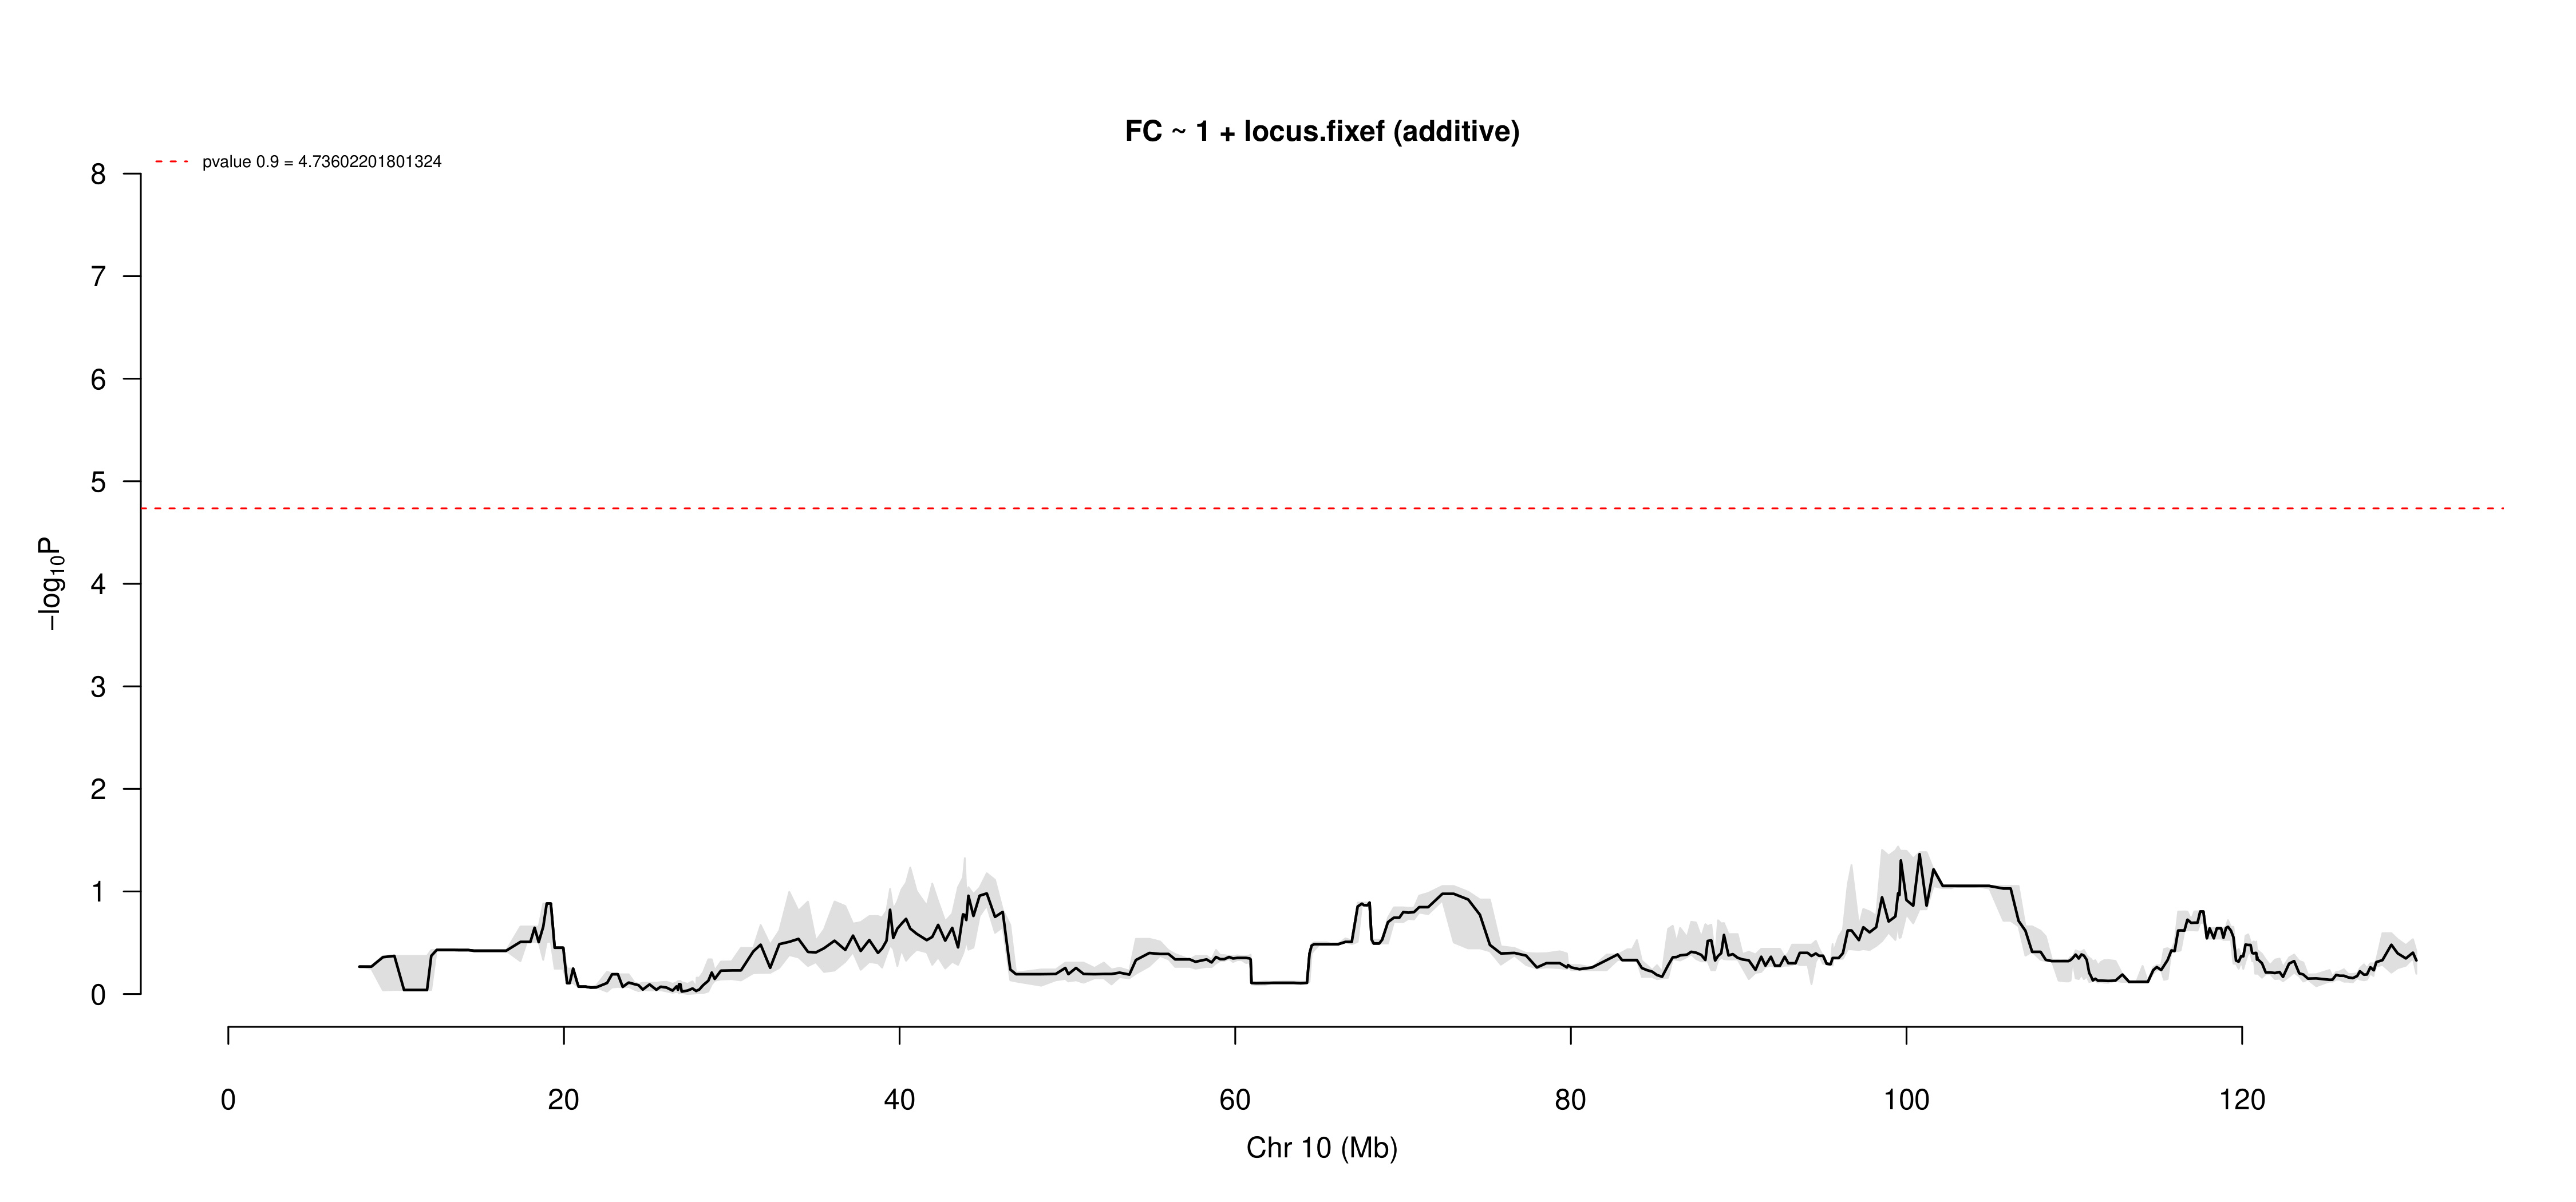 FC ~ 1 + locus.fixef (additive)
pvalue 0.9 = 4.73602201801324
8
7
6
5
4
3
2
1
0
−log10P
0 20 40 60 80 100 120
Chr 10 (Mb)